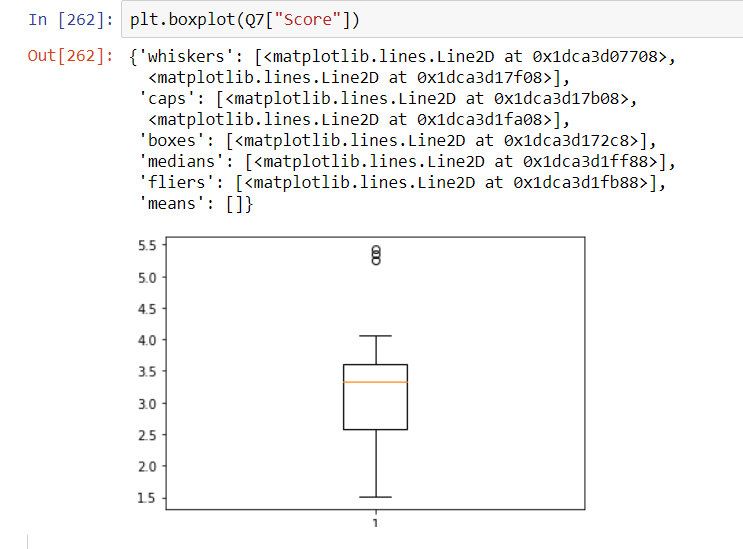 In [262]: plt.boxplot(Q7["Score"])
Out[262]: {'whiskers': [<matplotlib.lines.Line2D at 0x1dca3d07708>,
<matplotlib.lines.Line2D at 0x1dca3d17f08>],
'caps': [<matplotlib.lines.Line2D at 0x1dca3d17b08>,
<matplotlib.lines.Line2D at 0x1dca3d1fa08>],
'boxes': [<matplotlib.lines.Line2D at 0x1dca3d172c8>],
'medians': [<matplotlib.lines.Line2D at 0x1dca3d1ff88>],
'fliers': [<matplotlib.lines.Line2D at 0x1dca3d1fb88>],
'means': []}
5.5
5.0
4.5
4.0
3.5
3.0
2.5
2.0
1.5
1